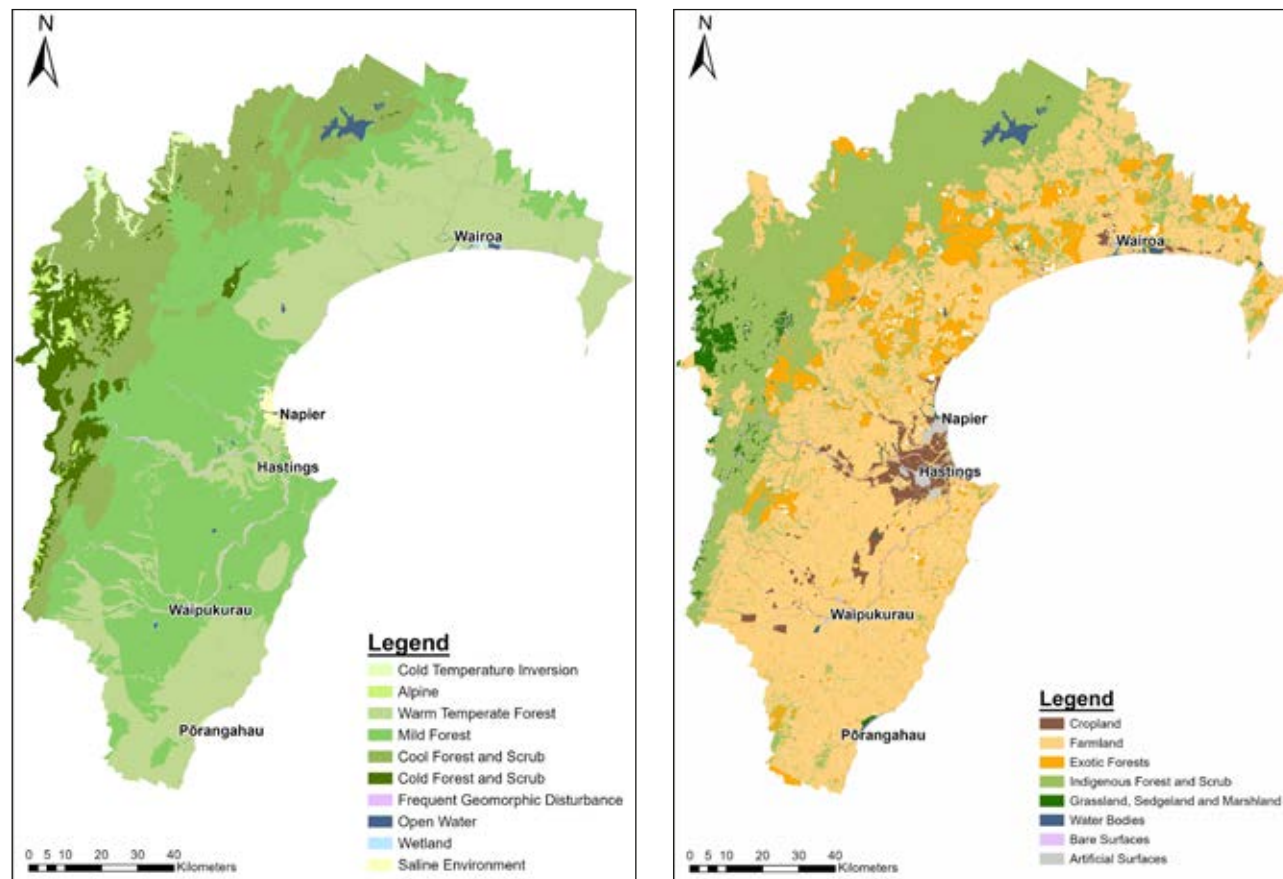 N
Wairoa
Napier
Hastings
Waipukurau
Pōrangahau
Legend
Cold Temperature Inversion
Alpine
Warm Temperate Forest
Mild Forest
Cool Forest and Scrub
Cold Forest and Scrub
Frequent Geomorphic Disturbance
Open Water
Wetland
Saline Environment
0 5 10 20 30 40
Kilometers
N
Wairoa
Napier
Hastings
Waipukurau
Pōrangahau
Legend
Cropland
Farmland
Exotic Forests
Indigenous Forest and Scrub
Grassland, Sedgeland and Marshland
Water Bodies
Bare Surfaces
Artificial Surfaces
0 5 10 20 30 40
Kilometers